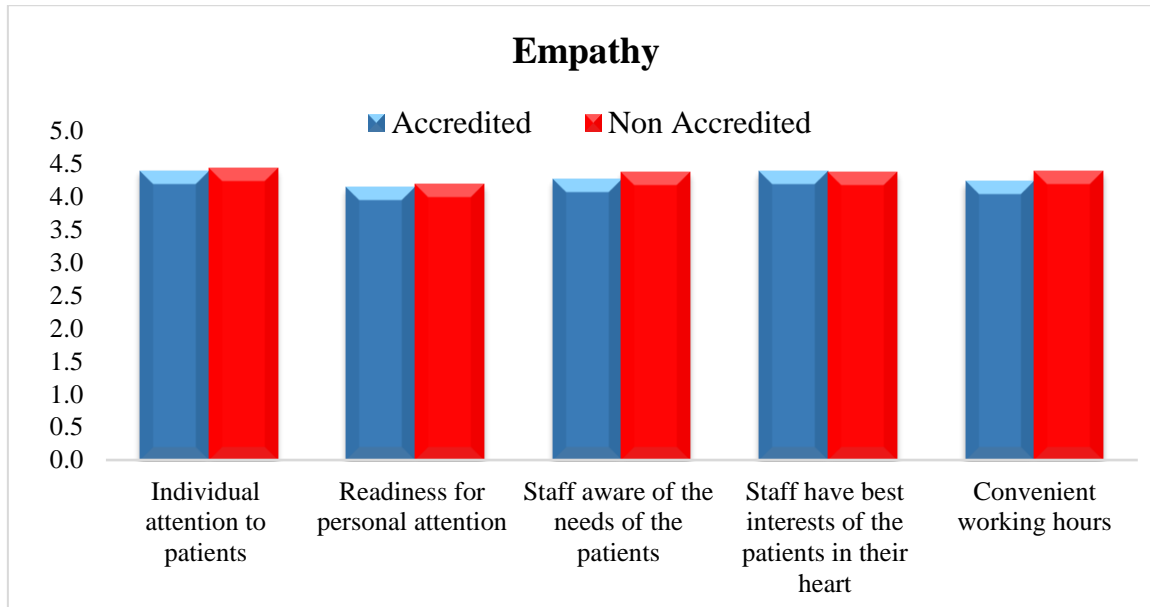 Empathy
Accredited Non Accredited
5.0
4.5
4.0
3.5
3.0
2.5
2.0
1.5
1.0
0.5
0.0
Individual
attention to
patients
Readiness for
personal attention
Staff aware of the
needs of the
patients
Staff have best
interests of the
patients in their
heart
Convenient
working hours